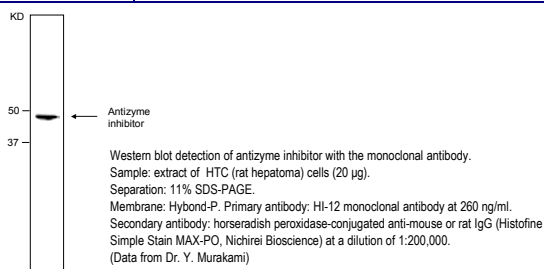 KD
50
Antizyme
inhibitor
37
Western blot detection of antizyme inhibitor with the monoclonal antibody.
Sample: extract of HTC (rat hepatoma) cells (20 µg).
Separation: 11% SDS-PAGE.
Membrane: Hybond-P. Primary antibody: HI-12 monoclonal antibody at 260 ng/ml.
Secondary antibody: horseradish peroxidase-conjugated anti-mouse or rat IgG (Histofine
Simple Stain MAX-PO, Nichirei Bioscience) at a dilution of 1:200,000.
(Data from Dr. Y. Murakami)